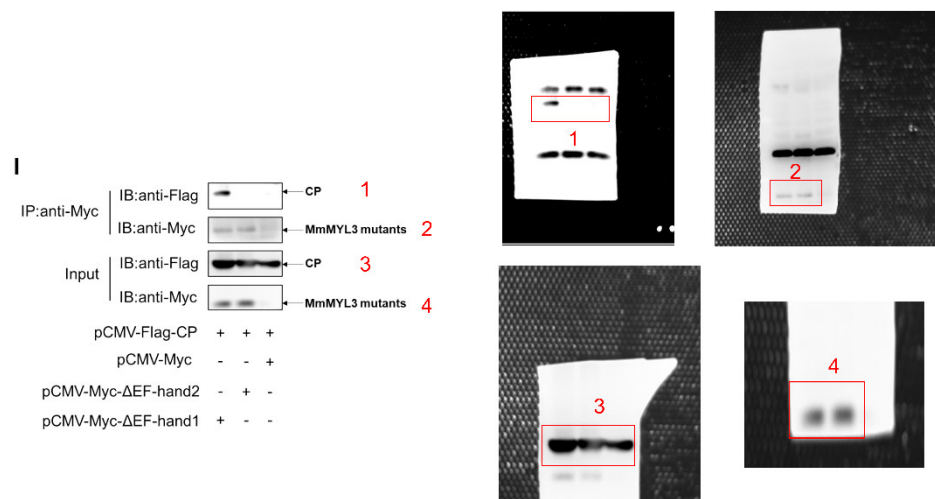 I
IP:anti-Myc
IB:anti-Flag
CP
1
IB:anti-Myc
MmMYL3 mutants
2
Input
IB:anti-Flag
CP
3
IB:anti-Myc
MmMYL3 mutants
4
pCMV-Flag-CP + + +
pCMV-Myc - - +
pCMV-Myc-ΔEF-hand2 - + -
pCMV-Myc-ΔEF-hand1 + - -
1
2
3
4